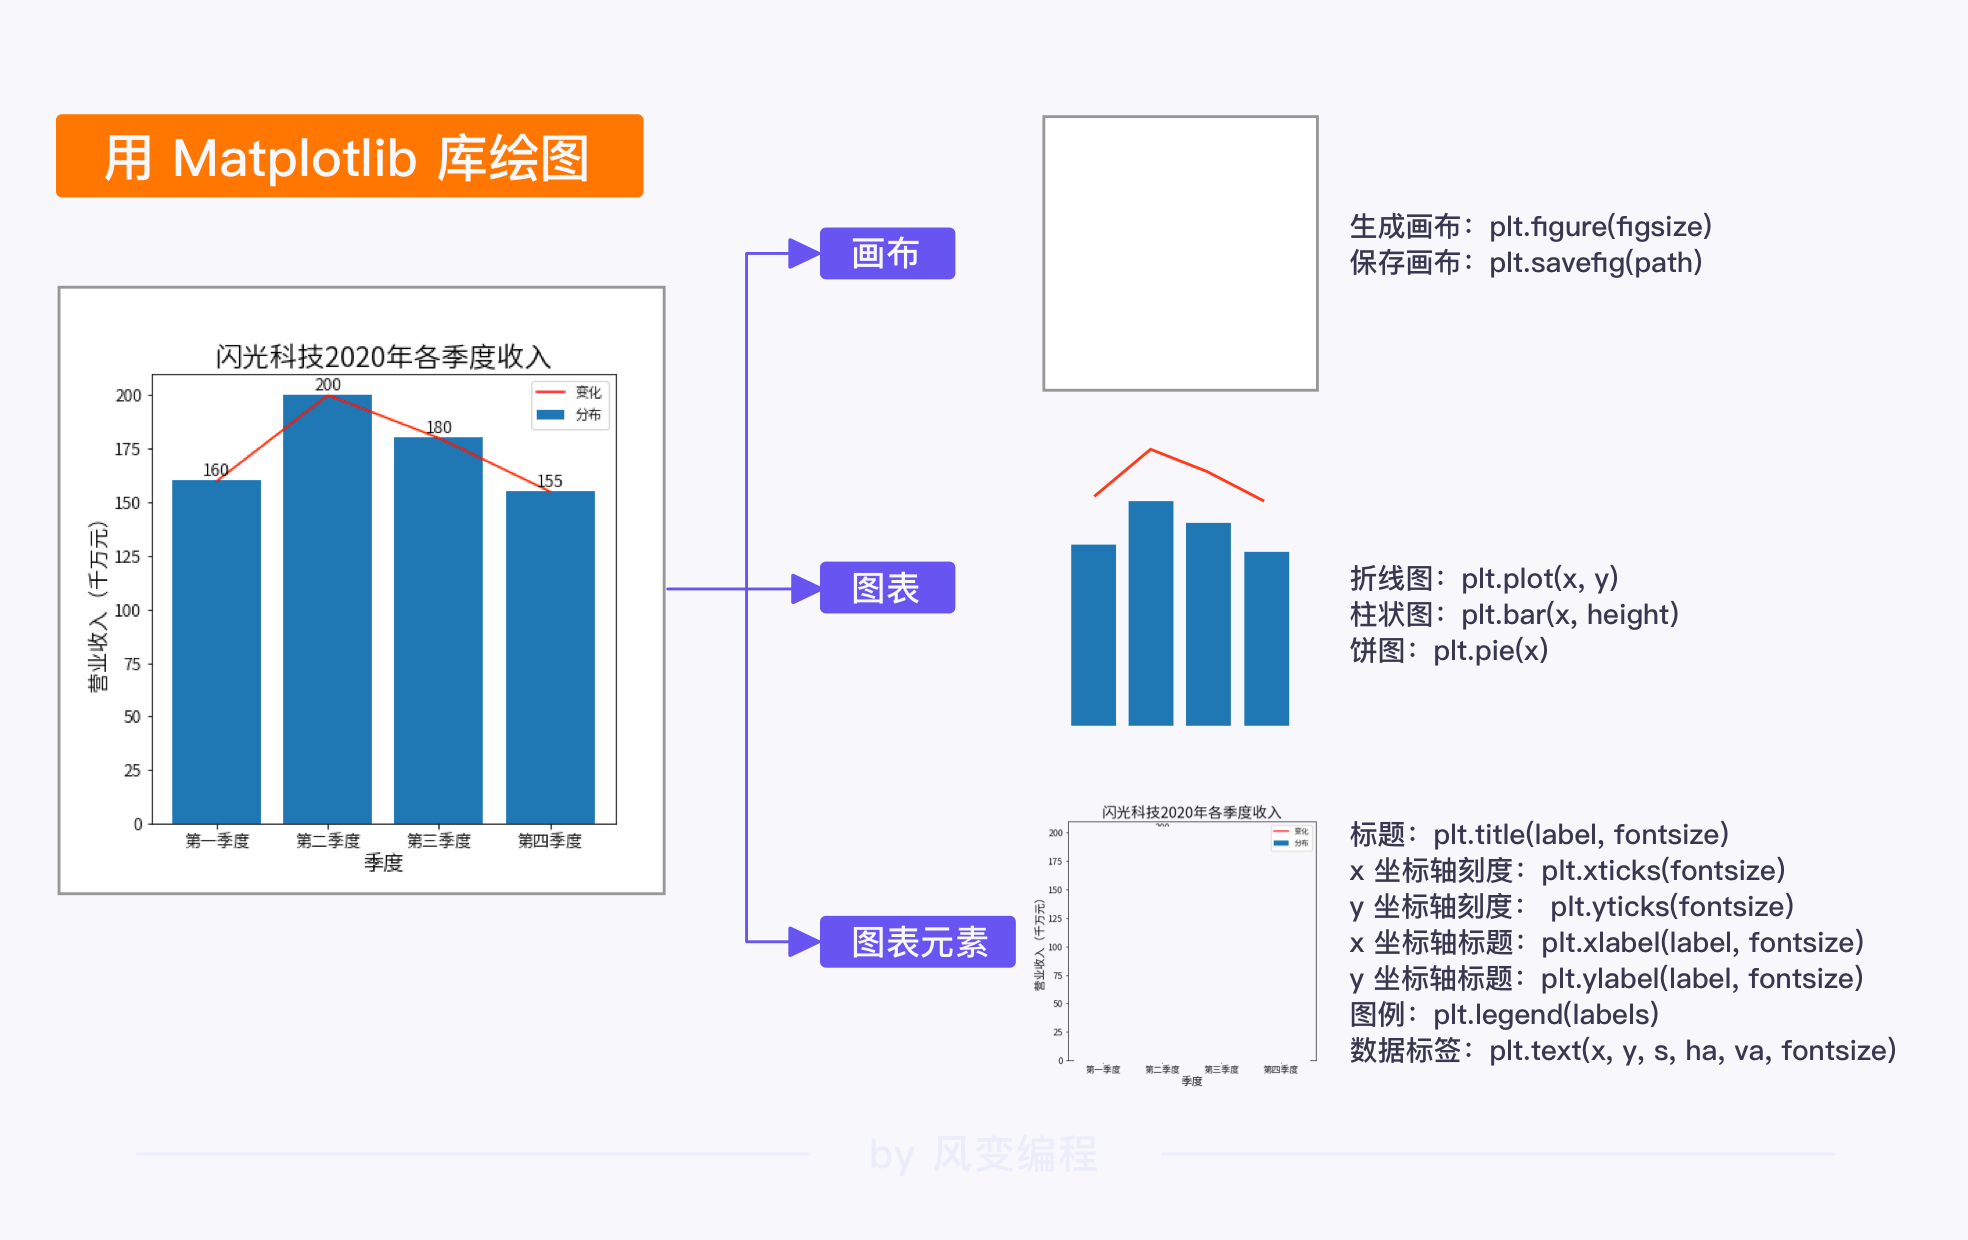 用 Matplotlib 库绘图
闪光科技2020年各季度收入
变化
分布
200
175
150
125
100
75
50
25
0
160
200
180
155
营业收入（千万元）
第一季度
第二季度
第三季度
第四季度
季度
画布
生成画布：plt.figure(figsize)
保存画布：plt.savefig(path)
图表
折线图：plt.plot(x, y)
柱状图：plt.bar(x, height)
饼图：plt.pie(x)
图表元素
闪光科技2020年各季度收入
200
变化
分布
200
175
150
125
100
75
50
25
0
营业收入（千万元）
第一季度
第二季度
第三季度
第四季度
季度
标题：plt.title(label, fontsize)
x 坐标轴刻度：plt.xticks(fontsize)
y 坐标轴刻度： plt.yticks(fontsize)
x 坐标轴标题：plt.xlabel(label, fontsize)
y 坐标轴标题：plt.ylabel(label, fontsize)
图例：plt.legend(labels)
数据标签：plt.text(x, y, s, ha, va, fontsize)
by 风变编程